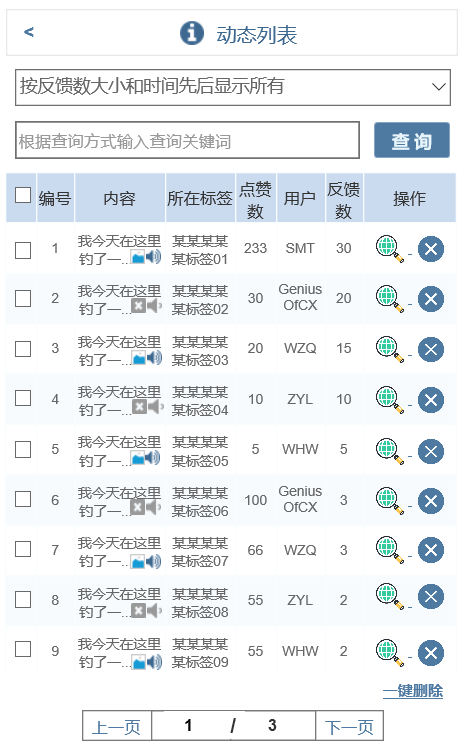 < 动态列表
按反馈数大小和时间先后显示所有
根据查询方式输入查询关键词 查询
编号 内容 所在标签 点赞数 用户 反馈数 操作
1 我今天在这里钓了一... 某某某某某标签01 233 SMT 30 -
2 我今天在这里钓了一... 某某某某某标签02 30 Genius OfCX 20 -
3 我今天在这里钓了一... 某某某某某标签03 20 WZQ 15 -
4 我今天在这里钓了一... 某某某某某标签04 10 ZYL 10 -
5 我今天在这里钓了一... 某某某某某标签05 5 WHW 5 -
6 我今天在这里钓了一... 某某某某某标签06 100 Genius OfCX 3 -
7 我今天在这里钓了一... 某某某某某标签07 66 WZQ 3 -
8 我今天在这里钓了一... 某某某某某标签08 55 ZYL 2 -
9 我今天在这里钓了一... 某某某某某标签09 55 WHW 2 -
一键删除
上一页 1 / 3 下一页